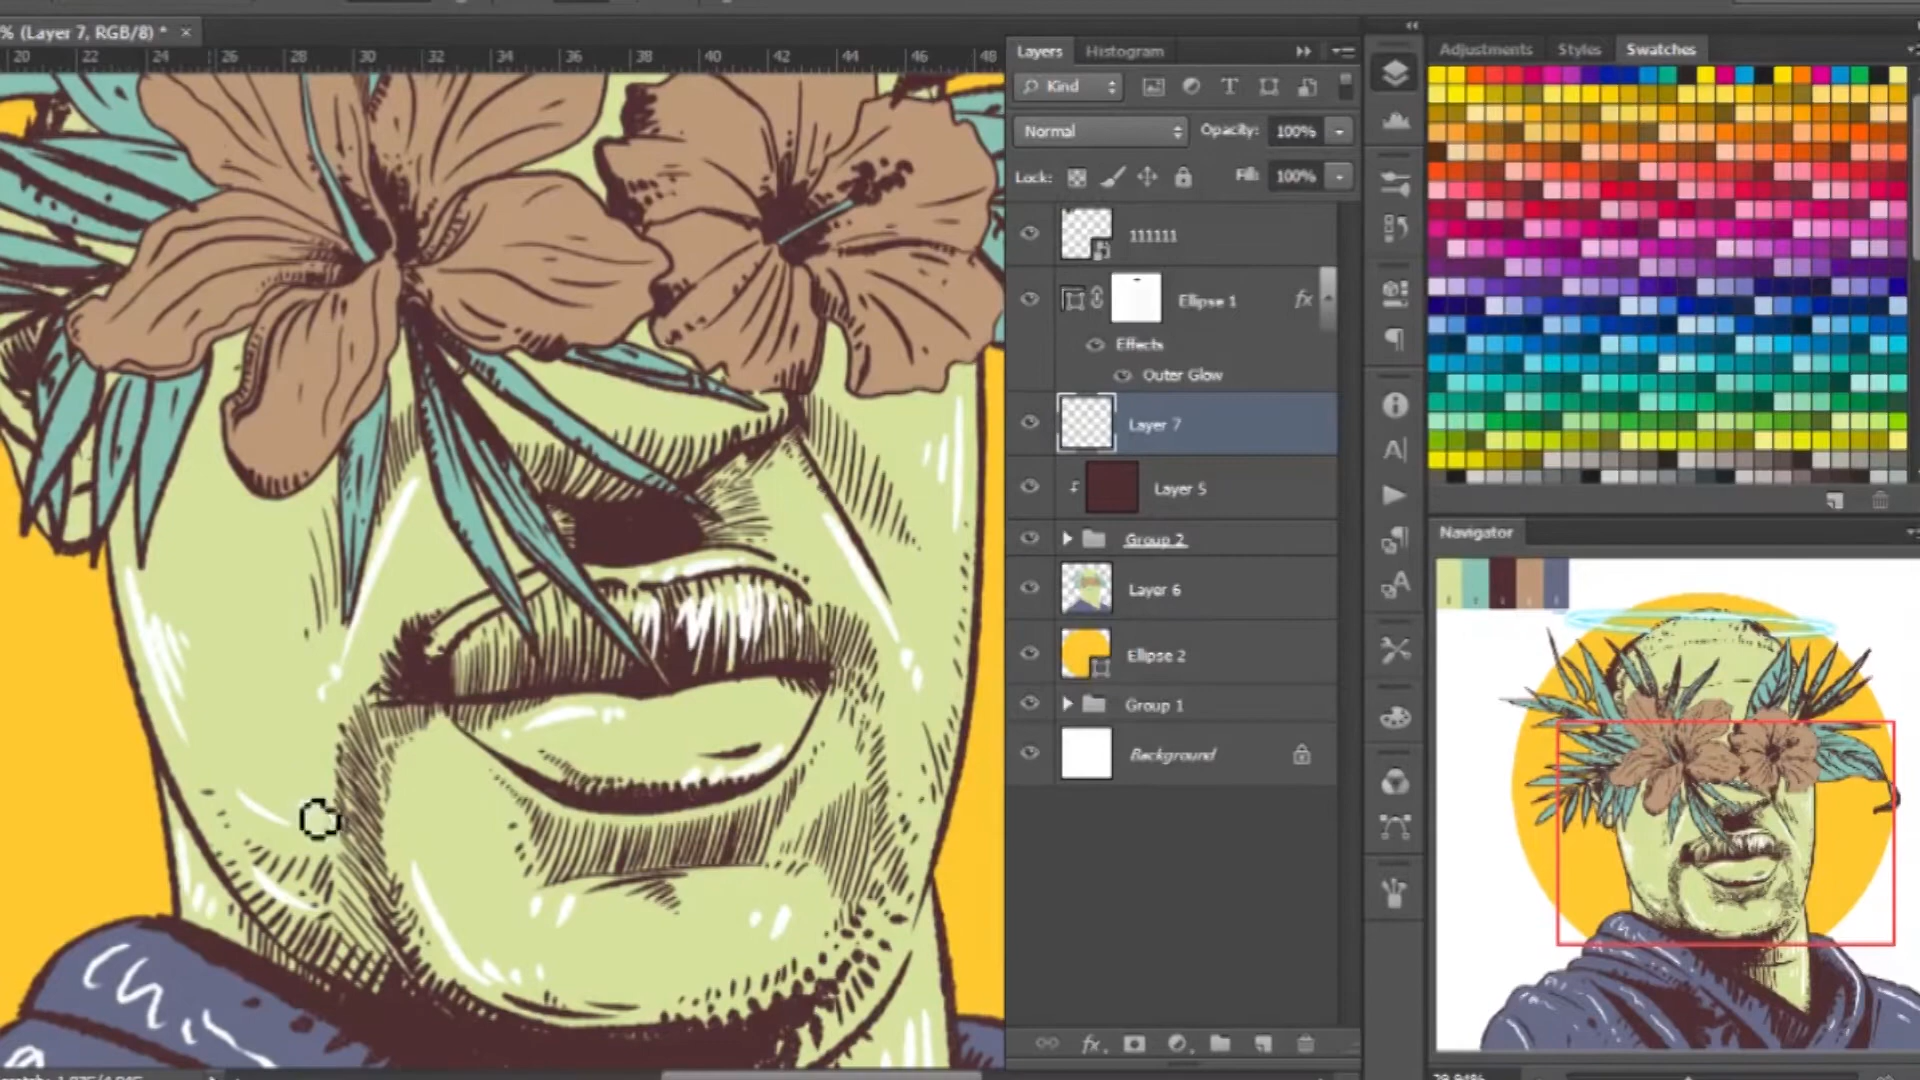 % (Layer 7, RGB/8) * ×
20 22 24 26 28 30 32 34 36 38 40 42 44 46 48
Layers Histogram
Kind
Normal Opacity: 100%
Lock: Fill: 100%
111111
Ellipse 1 fx
Effects
Outer Glow
Layer 7
Layer 5
Group 2
Layer 6
Ellipse 2
Group 1
Background
fx
Adjustments Styles Swatches
Navigator